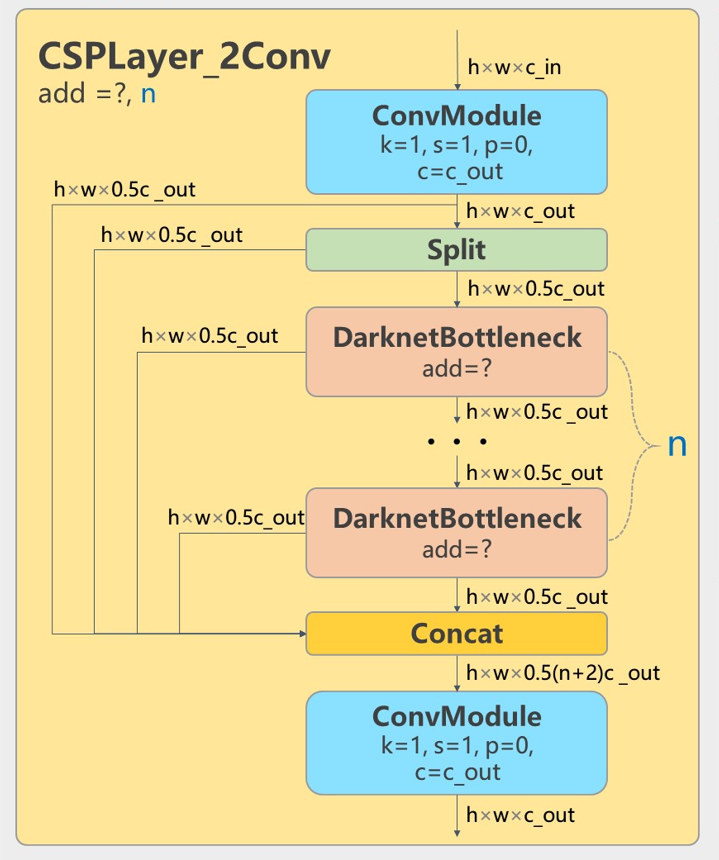 CSPLayer_2Conv
add =?, n
h×w×c_in
ConvModule
k=1, s=1, p=0,
c=c_out
h×w×0.5c _out
h×w×c_out
h×w×0.5c _out
Split
h×w×0.5c_out
h×w×0.5c_out
DarknetBottleneck
add=?
h×w×0.5c _out
· · ·
n
h×w×0.5c_out
h×w×0.5c_out
DarknetBottleneck
add=?
h×w×0.5c _out
Concat
h×w×0.5(n+2)c _out
ConvModule
k=1, s=1, p=0,
c=c_out
h×w×c_out